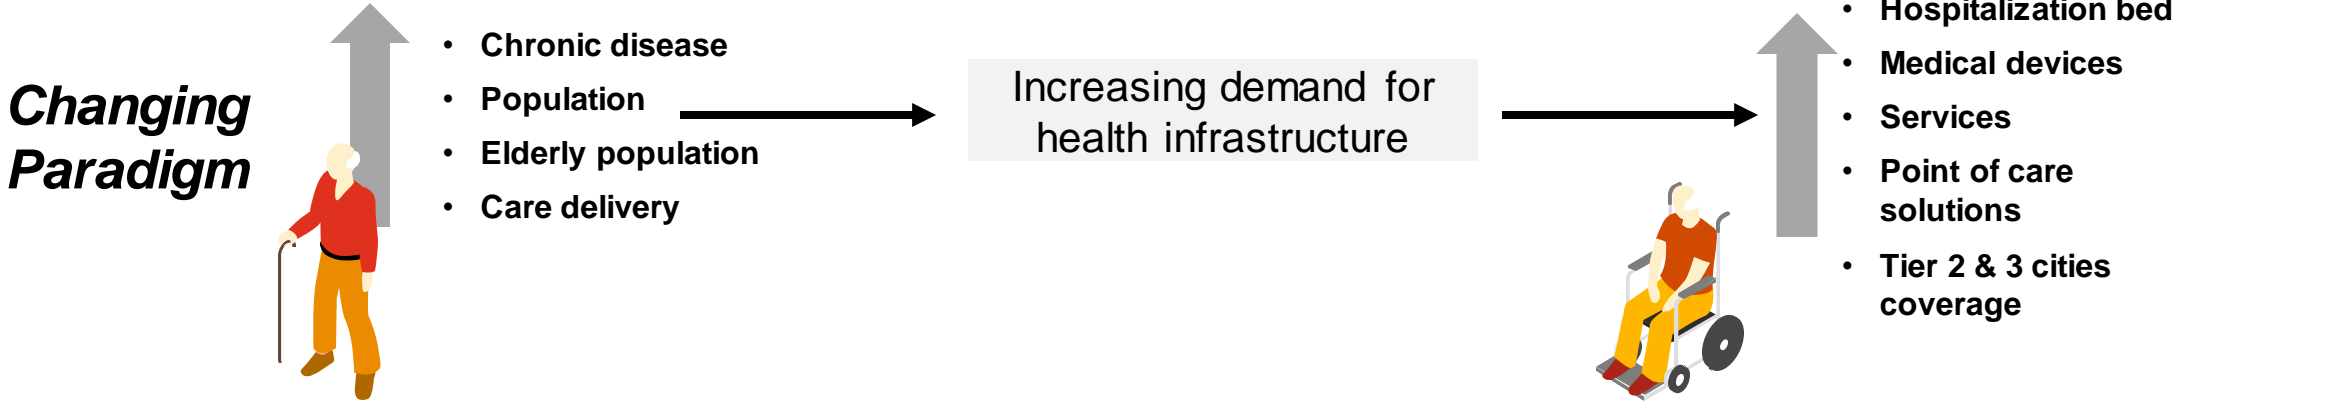 Changing
Paradigm
• Chronic disease
• Population
• Elderly population
• Care delivery
Increasing demand for
health infrastructure
• Hospitalization bed
• Medical devices
• Services
• Point of care
solutions
• Tier 2 & 3 cities
coverage